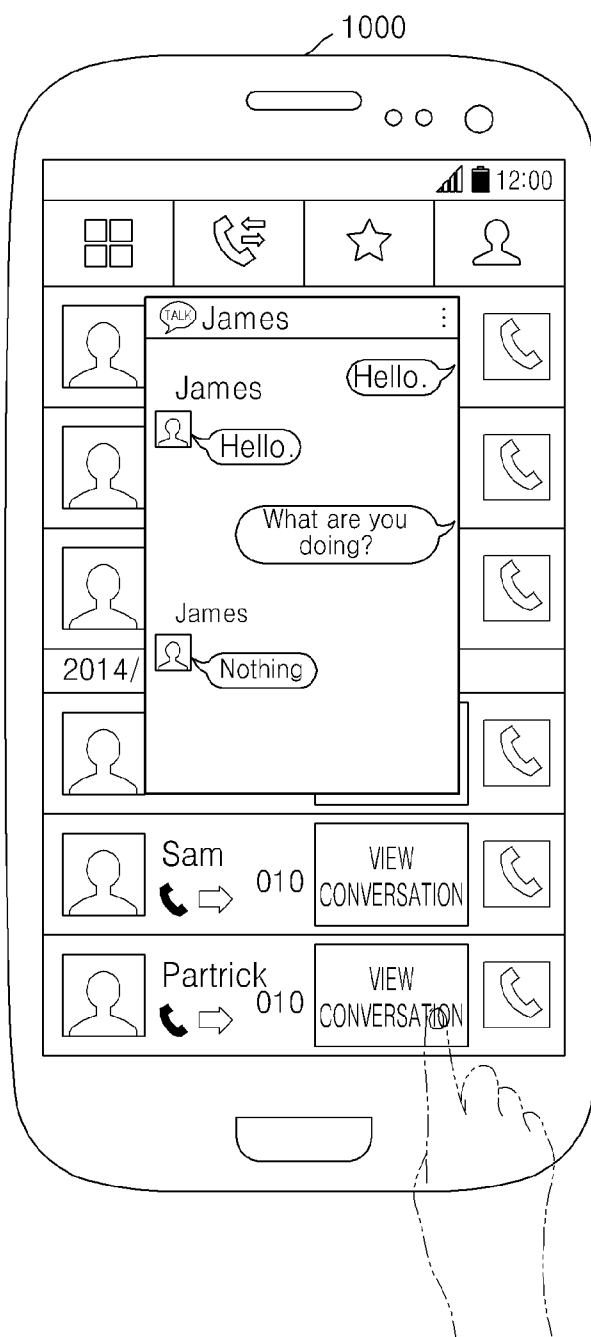 1000
12:00
TALK James
Hello.
James
Hello.
What are you
doing?
James
Nothing
2014/
Sam
010
VIEW
CONVERSATION
Partrick
010
VIEW
CONVERSATION